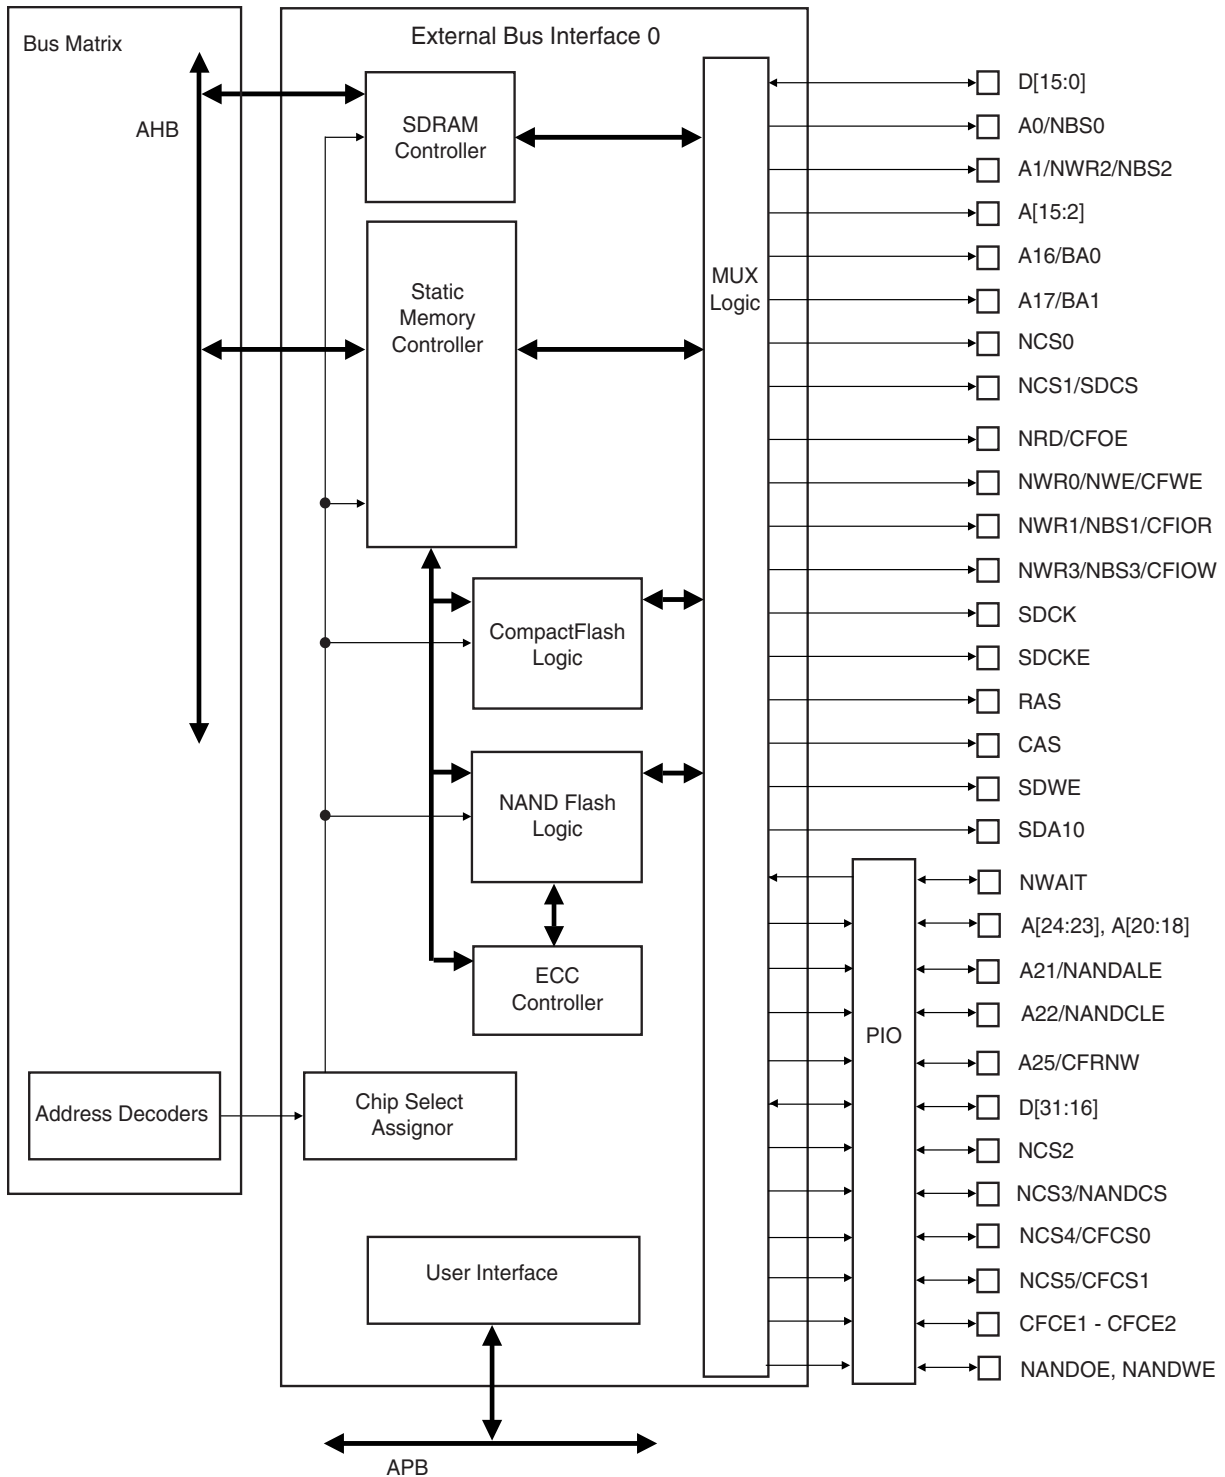 Bus Matrix
External Bus Interface 0
AHB
SDRAM
Controller
Static
Memory
Controller
CompactFlash
Logic
NAND Flash
Logic
ECC
Controller
Address Decoders
Chip Select
Assignor
User Interface
APB
MUX
Logic
PIO
D[15:0]
A0/NBS0
A1/NWR2/NBS2
A[15:2]
A16/BA0
A17/BA1
NCS0
NCS1/SDCS
NRD/CFOE
NWR0/NWE/CFWE
NWR1/NBS1/CFIOR
NWR3/NBS3/CFIOW
SDCK
SDCKE
RAS
CAS
SDWE
SDA10
NWAIT
A[24:23], A[20:18]
A21/NANDALE
A22/NANDCLE
A25/CFRNW
D[31:16]
NCS2
NCS3/NANDCS
NCS4/CFCS0
NCS5/CFCS1
CFCE1 - CFCE2
NANDOE, NANDWE